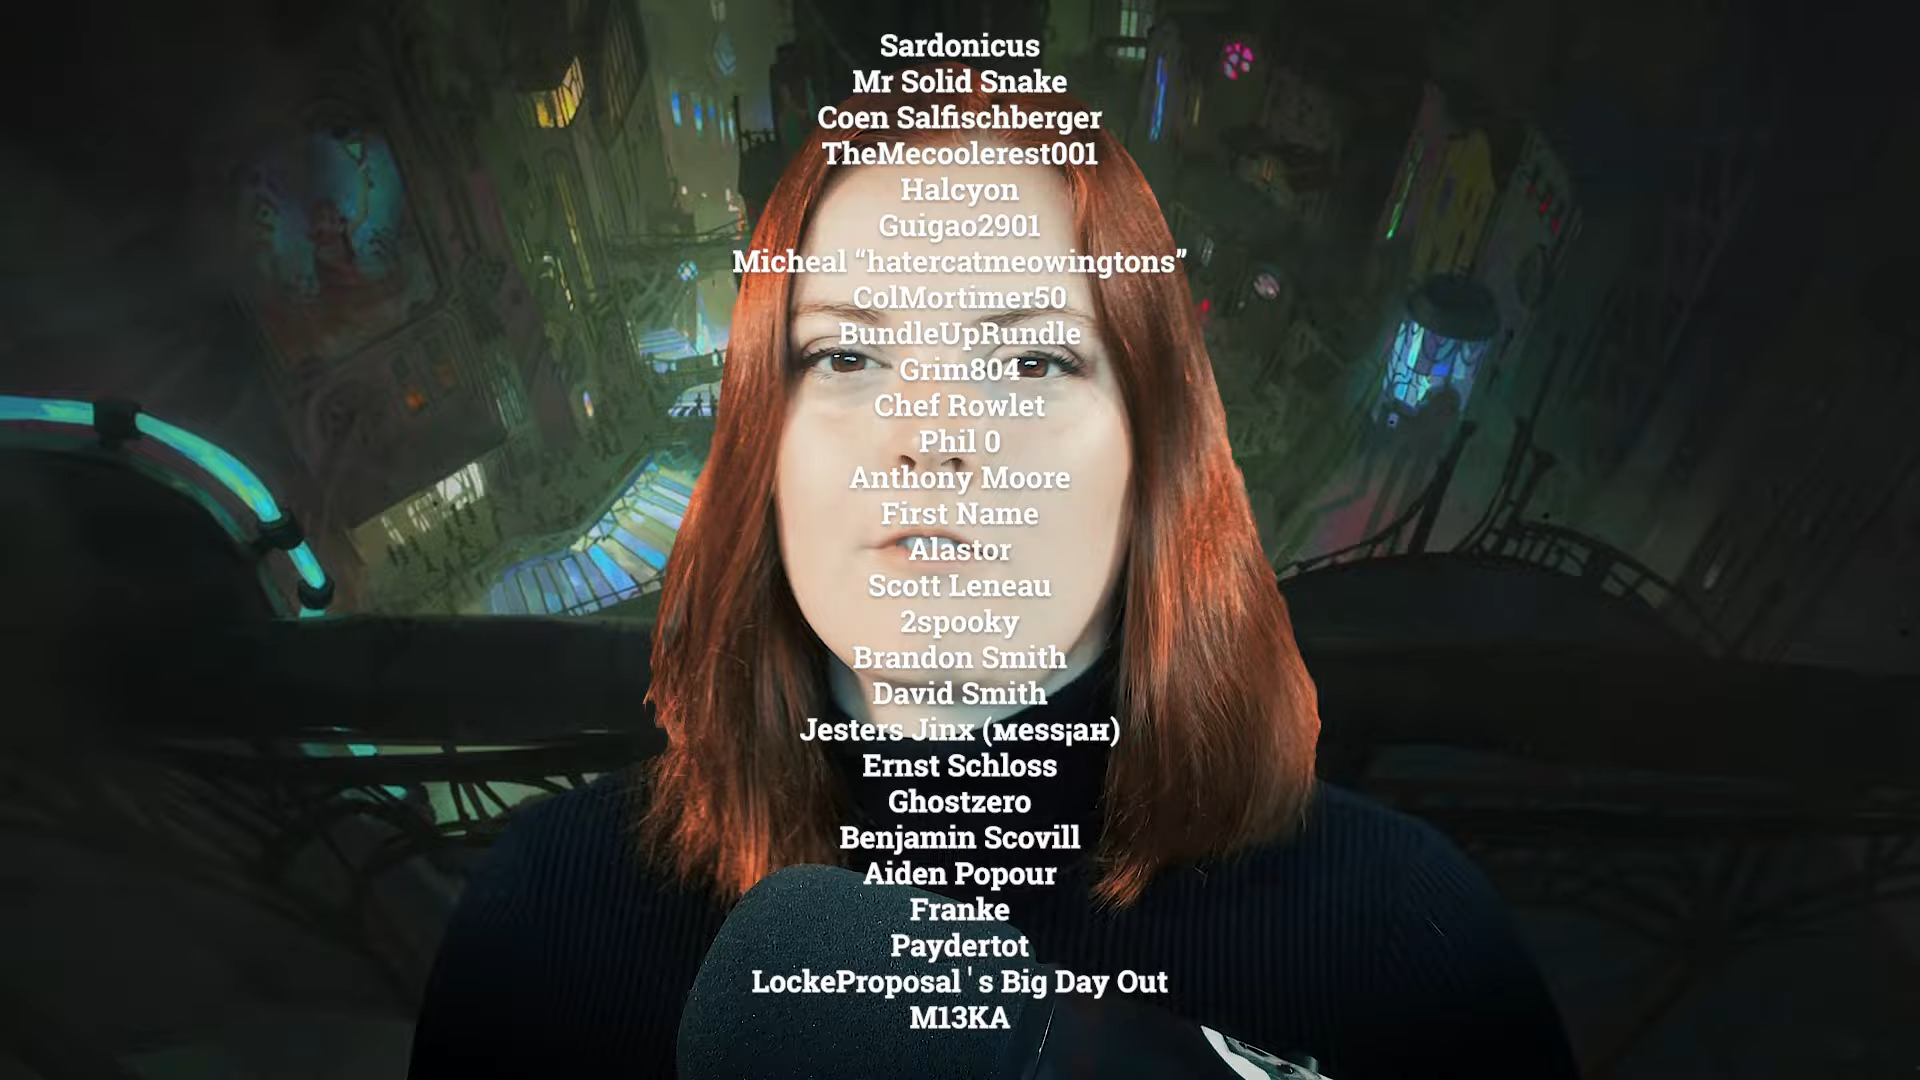 Sardonicus
Mr Solid Snake
Coen Salfischberger
TheMecoolerest001
Halcyon
Guigao2901
Micheal “hatercatmeowingtons”
ColMortimer50
BundleUpRundle
Grim804
Chef Rowlet
Phil 0
Anthony Moore
First Name
Alastor
Scott Leneau
2spooky
Brandon Smith
David Smith
Jesters Jinx (мess¡aн)
Ernst Schloss
Ghostzero
Benjamin Scovill
Aiden Popour
Franke
Paydertot
LockeProposal ' s Big Day Out
M13KA